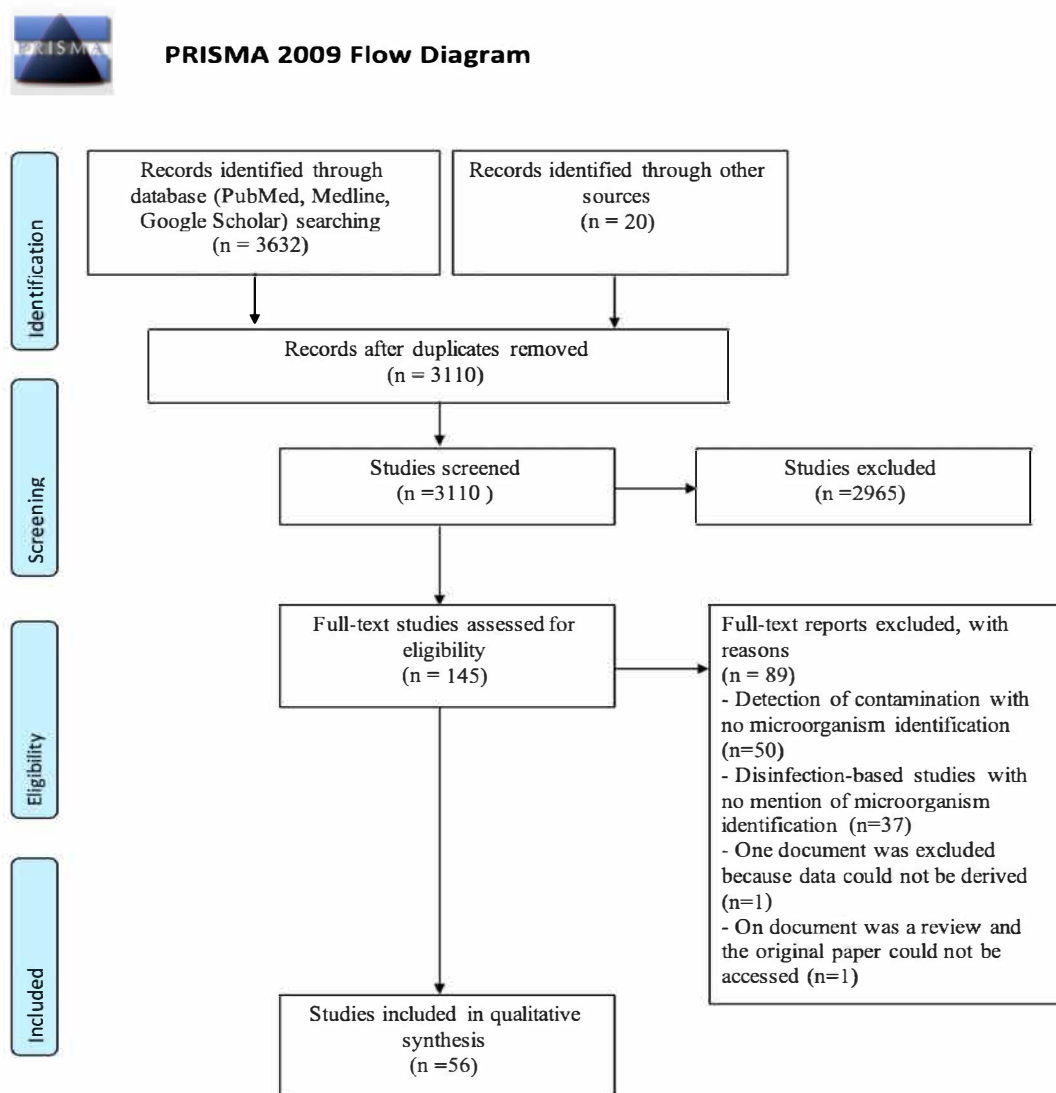 PRISMA
PRISMA 2009 Flow Diagram
Identification
Records identified through
database (PubMed, Medline,
Google Scholar) searching
(n = 3632)
Records identified through other
sources
(n = 20)
Records after duplicates removed
(n = 3110)
Screening
Studies screened
(n =3110 )
Studies excluded
(n =2965)
Eligibility
Full-text studies assessed for
eligibility
(n = 145)
Full-text reports excluded, with
reasons
(n = 89)
- Detection of contamination with
no microorganism identification
(n=50)
- Disinfection-based studies with
no mention of microorganism
identification (n=37)
- One document was excluded
because data could not be derived
(n=1)
- On document was a review and
the original paper could not be
accessed (n=1)
Included
Studies included in qualitative
synthesis
(n =56)